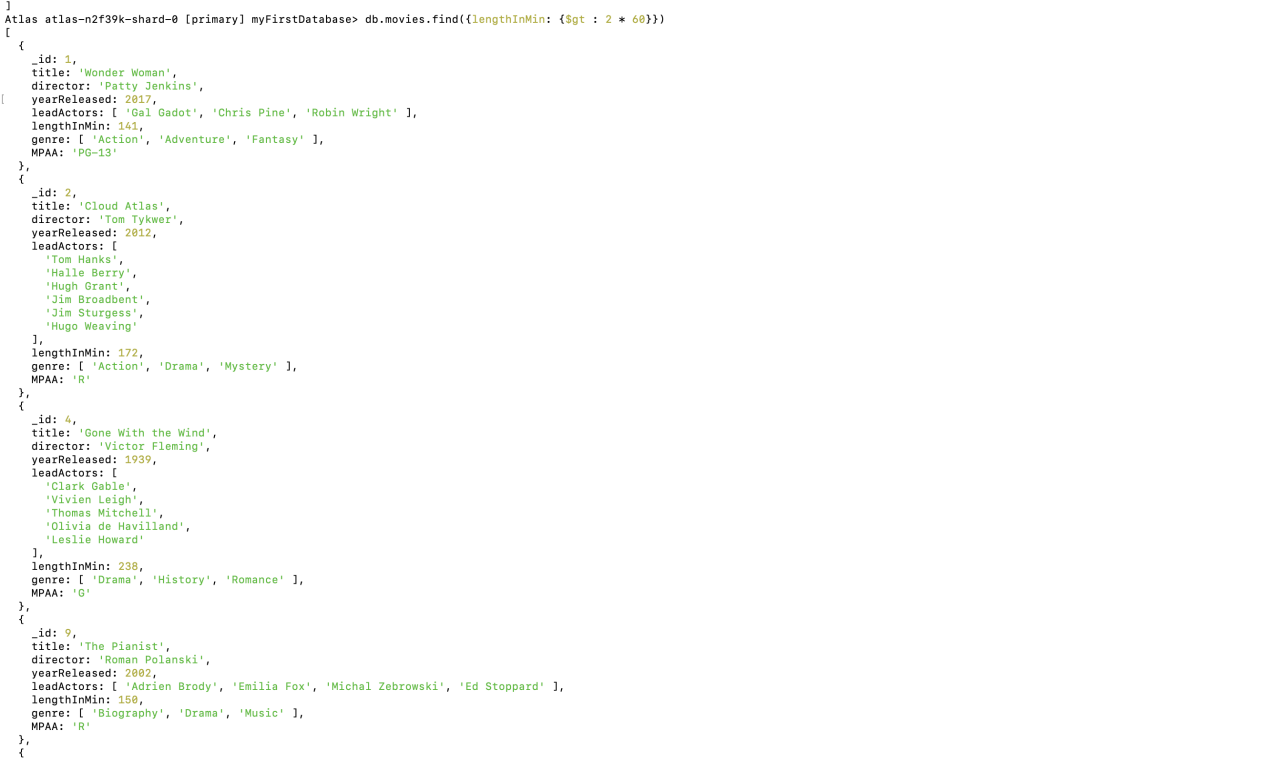 ]
Atlas atlas-n2f39k-shard-0 [primary] myFirstDatabase> db.movies.find({lengthInMin: {$gt : 2 * 60}})
[
  {
    _id: 1,
    title: 'Wonder Woman',
    director: 'Patty Jenkins',
[    yearReleased: 2017,
    leadActors: [ 'Gal Gadot', 'Chris Pine', 'Robin Wright' ],
    lengthInMin: 141,
    genre: [ 'Action', 'Adventure', 'Fantasy' ],
    MPAA: 'PG-13'
  },
  {
    _id: 2,
    title: 'Cloud Atlas',
    director: 'Tom Tykwer',
    yearReleased: 2012,
    leadActors: [
      'Tom Hanks',
      'Halle Berry',
      'Hugh Grant',
      'Jim Broadbent',
      'Jim Sturgess',
      'Hugo Weaving'
    ],
    lengthInMin: 172,
    genre: [ 'Action', 'Drama', 'Mystery' ],
    MPAA: 'R'
  },
  {
    _id: 4,
    title: 'Gone With the Wind',
    director: 'Victor Fleming',
    yearReleased: 1939,
    leadActors: [
      'Clark Gable',
      'Vivien Leigh',
      'Thomas Mitchell',
      'Olivia de Havilland',
      'Leslie Howard'
    ],
    lengthInMin: 238,
    genre: [ 'Drama', 'History', 'Romance' ],
    MPAA: 'G'
  },
  {
    _id: 9,
    title: 'The Pianist',
    director: 'Roman Polanski',
    yearReleased: 2002,
    leadActors: [ 'Adrien Brody', 'Emilia Fox', 'Michal Zebrowski', 'Ed Stoppard' ],
    lengthInMin: 150,
    genre: [ 'Biography', 'Drama', 'Music' ],
    MPAA: 'R'
  },
  {